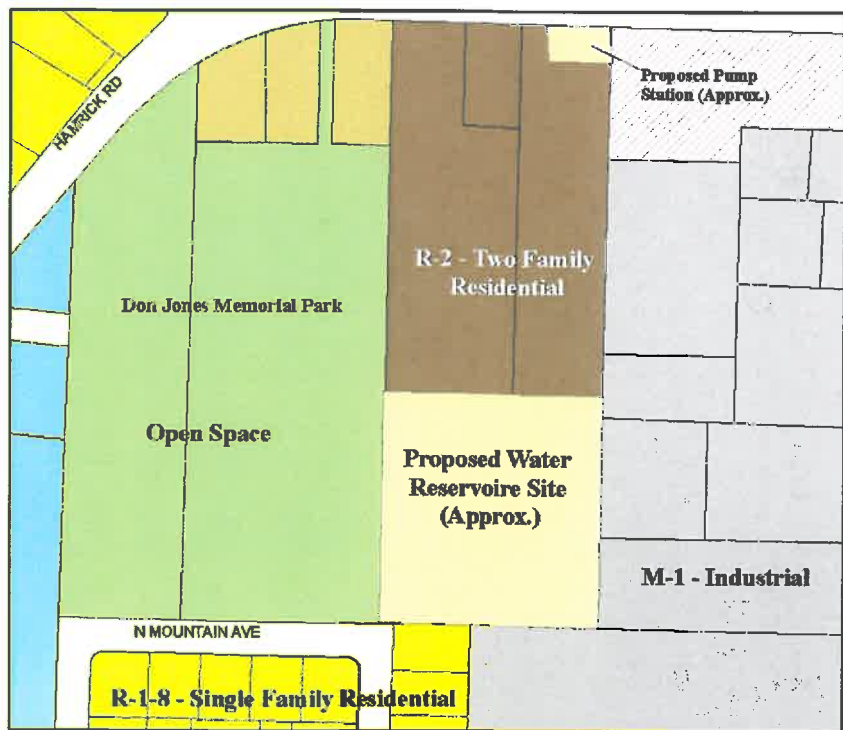 HAMRICK RD
Proposed Pump
Station (Approx.)
R-2 - Two Family
Residential
Don Jones Memorial Park
Open Space
Proposed Water
Reservoire Site
(Approx.)
M-1 - Industrial
N MOUNTAIN AVE
R-1-8 - Single Family Residential